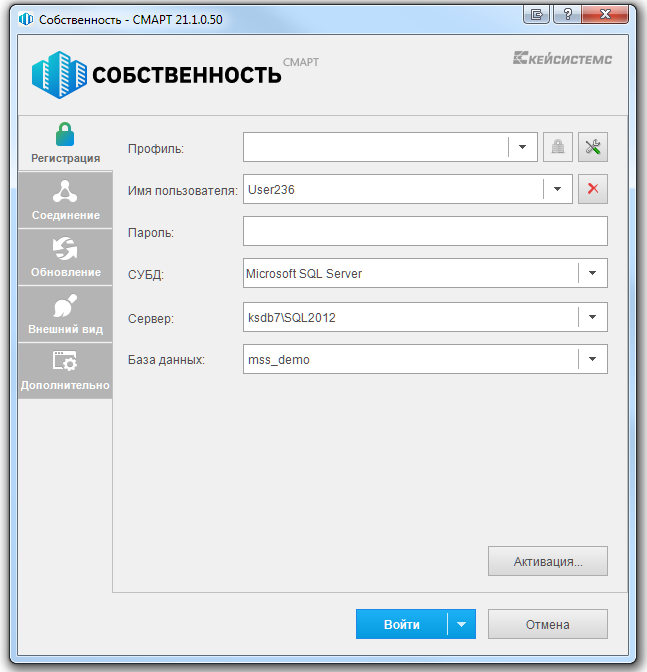 Собственность - СМАРТ 21.1.0.50
?
СОБСТВЕННОСТЬ СМАРТ
КЕЙСИСТЕМС
Регистрация
Соединение
Обновление
Внешний вид
Дополнительно
Профиль:
Имя пользователя: User236
Пароль:
СУБД: Microsoft SQL Server
Сервер: ksdb7\SQL2012
База данных: mss_demo
Активация...
Войти
Отмена